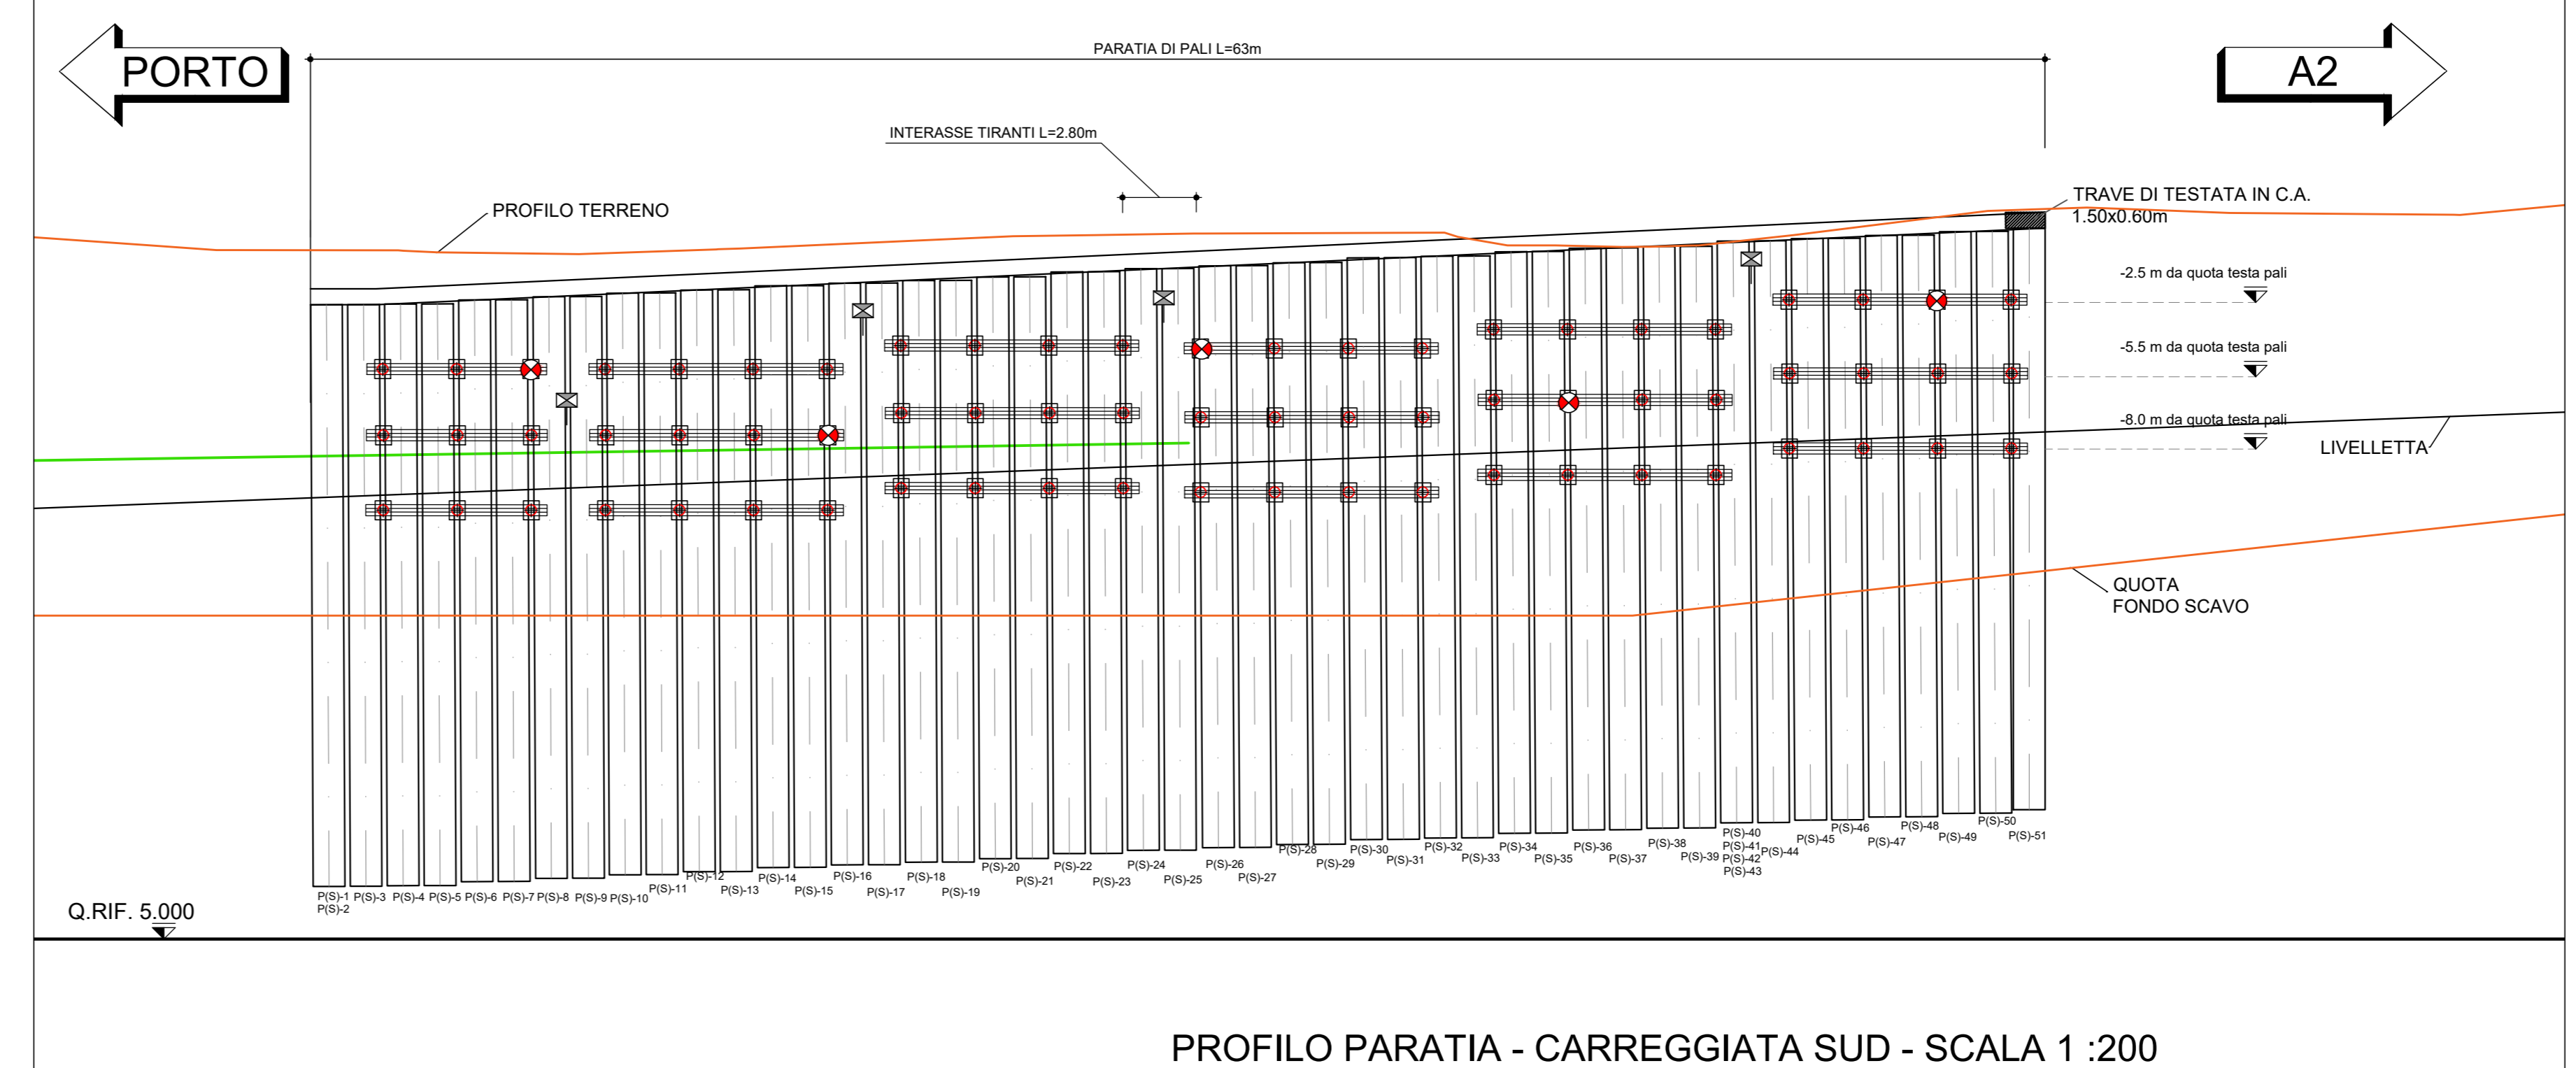 PORTO
PARATIA DI PALI L=63m
A2
INTERASSE TIRANTI L=2.80m
PROFILO TERRENO
TRAVE DI TESTATA IN C.A.
1.50x0.60m
-2.5 m da quota testa pali
-5.5 m da quota testa pali
-8.0 m da quota testa pali
LIVELLETTA
QUOTA
FONDO SCAVO
P(S)-1
P(S)-2
P(S)-3
P(S)-4
P(S)-5
P(S)-6
P(S)-7
P(S)-8
P(S)-9
P(S)-10
P(S)-11
P(S)-12
P(S)-13
P(S)-14
P(S)-15
P(S)-16
P(S)-17
P(S)-18
P(S)-19
P(S)-20
P(S)-21
P(S)-22
P(S)-23
P(S)-24
P(S)-25
P(S)-26
P(S)-27
P(S)-28
P(S)-29
P(S)-30
P(S)-31
P(S)-32
P(S)-33
P(S)-34
P(S)-35
P(S)-36
P(S)-37
P(S)-38
P(S)-39
P(S)-40
P(S)-41
P(S)-42
P(S)-43
P(S)-44
P(S)-45
P(S)-46
P(S)-47
P(S)-48
P(S)-49
P(S)-50
P(S)-51
Q.RIF. 5.000
PROFILO PARATIA - CARREGGIATA SUD - SCALA 1 :200